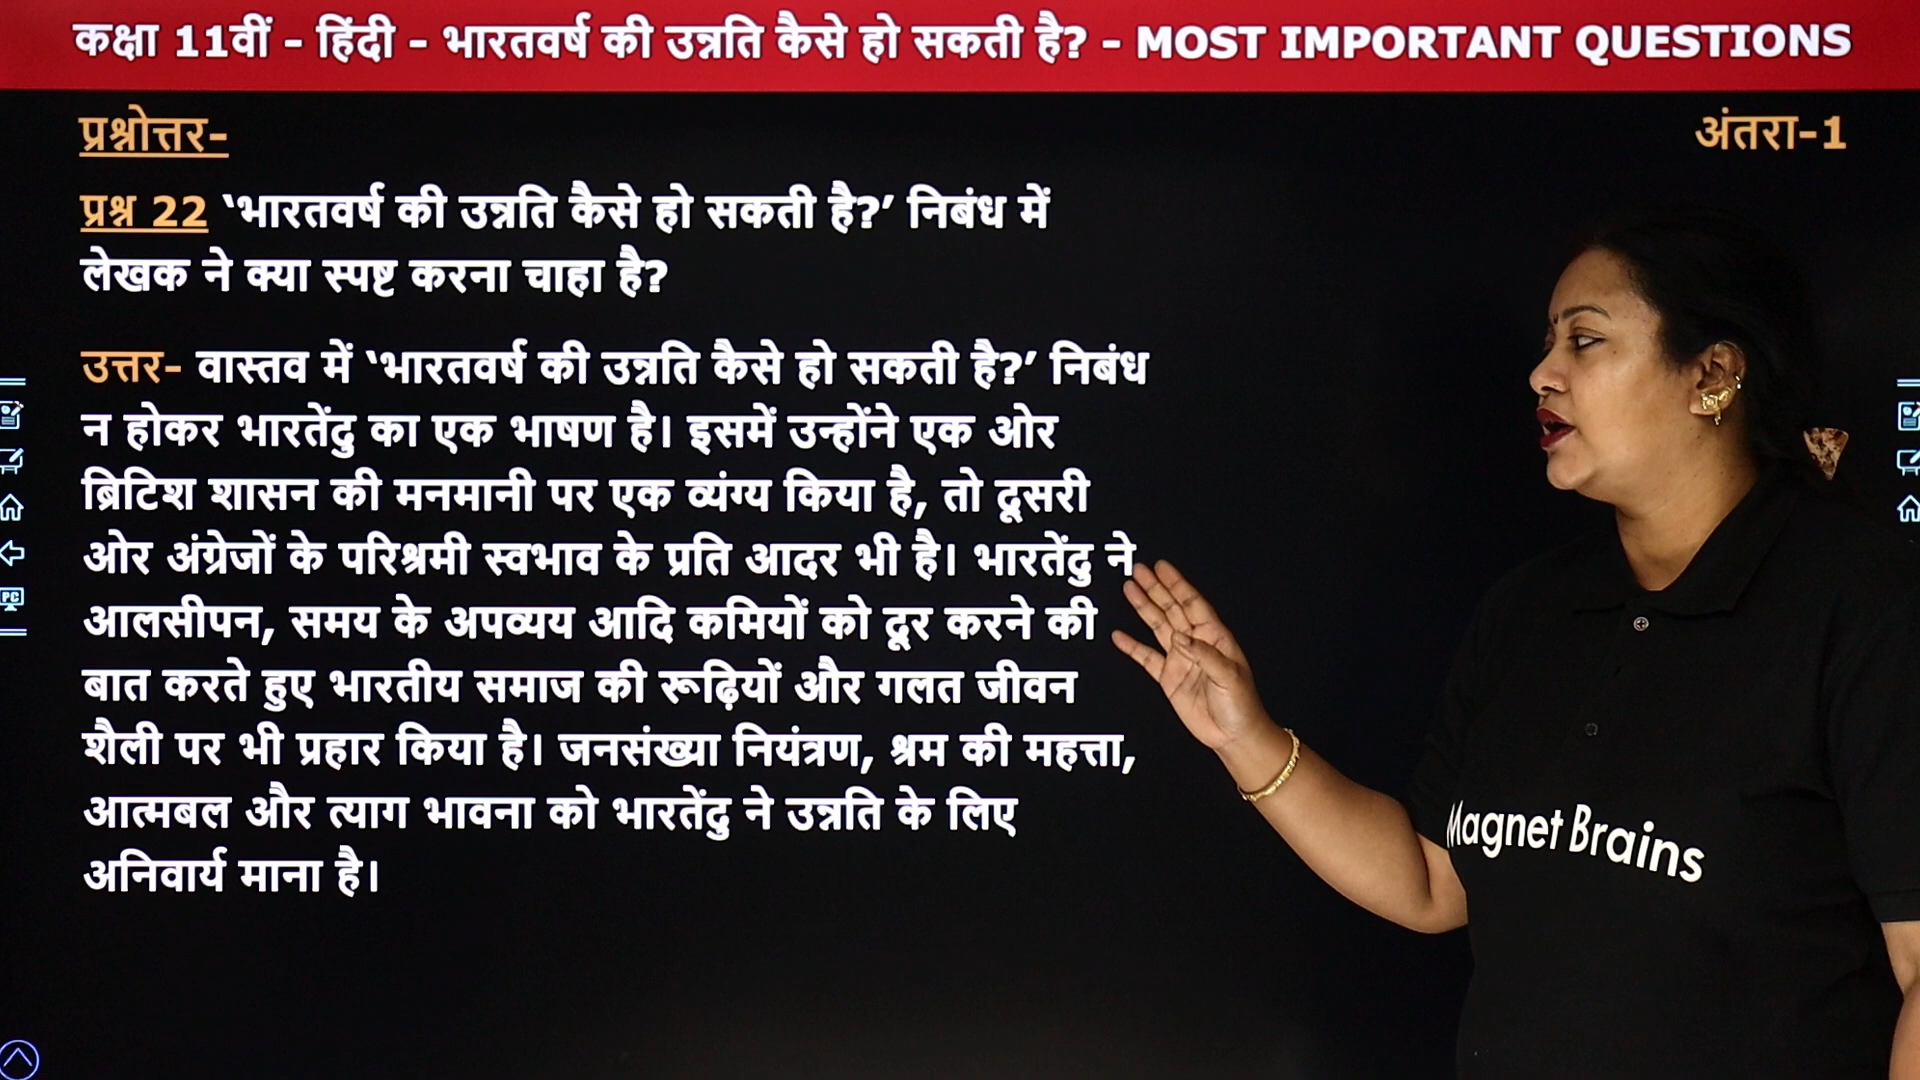 कक्षा 11वीं - हिंदी - भारतवर्ष की उन्नति कैसे हो सकती है? - MOST IMPORTANT QUESTIONS
प्रश्नोत्तर-
अंतरा-1
प्रश्न 22 ‘भारतवर्ष की उन्नति कैसे हो सकती है?’ निबंध में
लेखक ने क्या स्पष्ट करना चाहा है?
उत्तर- वास्तव में ‘भारतवर्ष की उन्नति कैसे हो सकती है?’ निबंध
न होकर भारतेंदु का एक भाषण है। इसमें उन्होंने एक ओर
ब्रिटिश शासन की मनमानी पर एक व्यंग्य किया है, तो दूसरी
ओर अंग्रेजों के परिश्रमी स्वभाव के प्रति आदर भी है। भारतेंदु ने
आलसीपन, समय के अपव्यय आदि कमियों को दूर करने की
बात करते हुए भारतीय समाज की रूढ़ियों और गलत जीवन
शैली पर भी प्रहार किया है। जनसंख्या नियंत्रण, श्रम की महत्ता,
आत्मबल और त्याग भावना को भारतेंदु ने उन्नति के लिए
अनिवार्य माना है।
PC
Magnet Brains